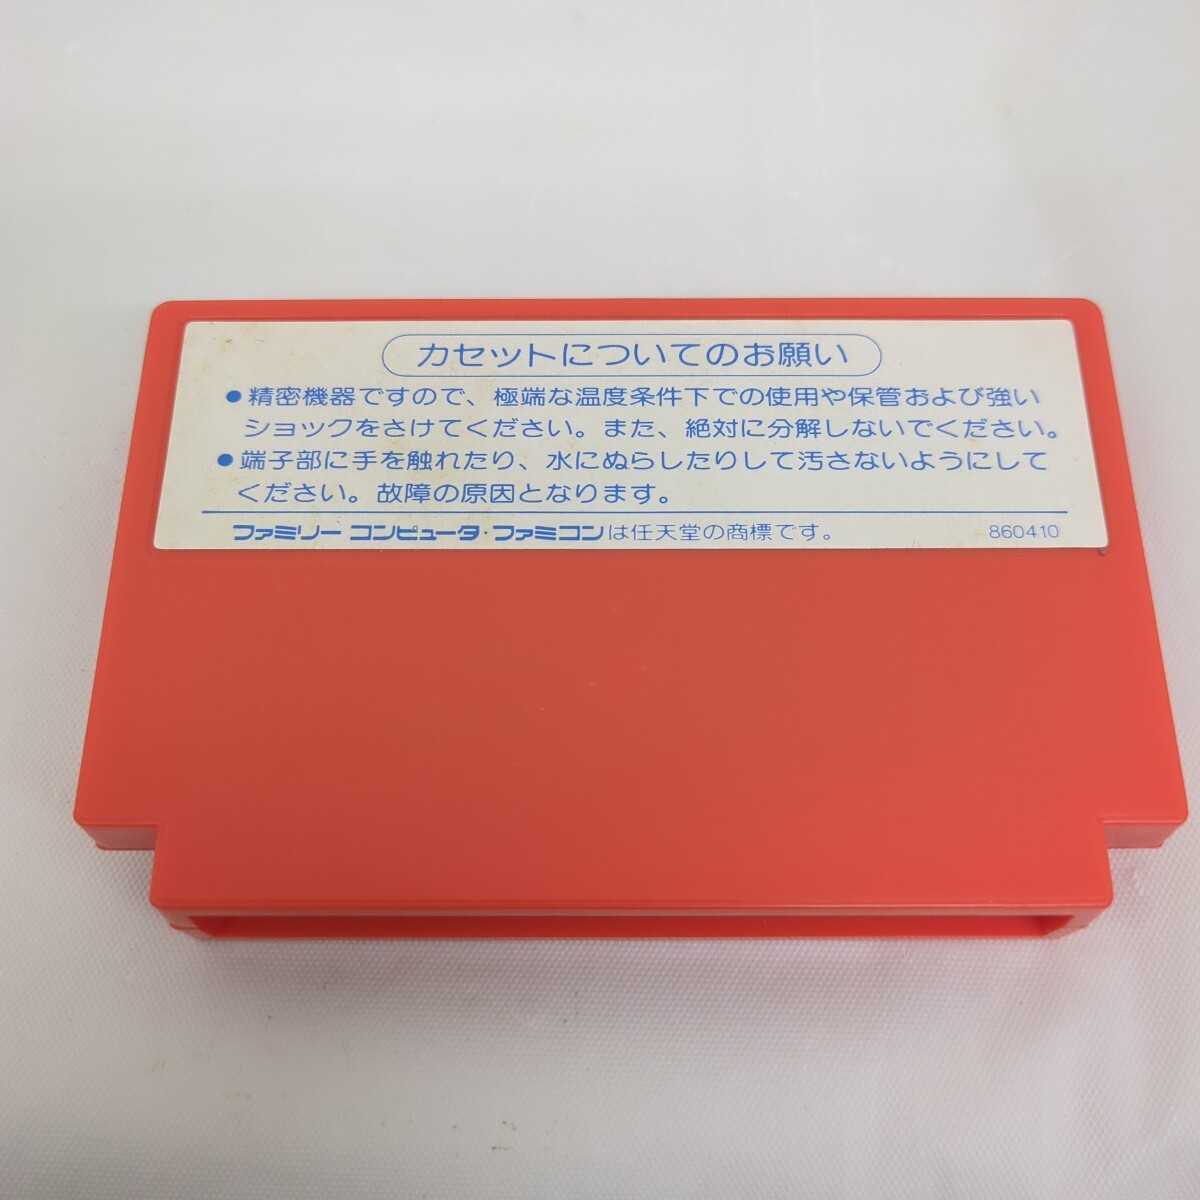 カセットについてのお願い
●精密機器ですので、極端な温度条件下での使用や保管および強い
ショックをさけてください。また、絶対に分解しないでください。
●端子部に手を触れたり、水にぬらしたりして汚さないようにして
ください。故障の原因となります。
ファミリーコンピュータ・ファミコンは任天堂の商標です。 860410